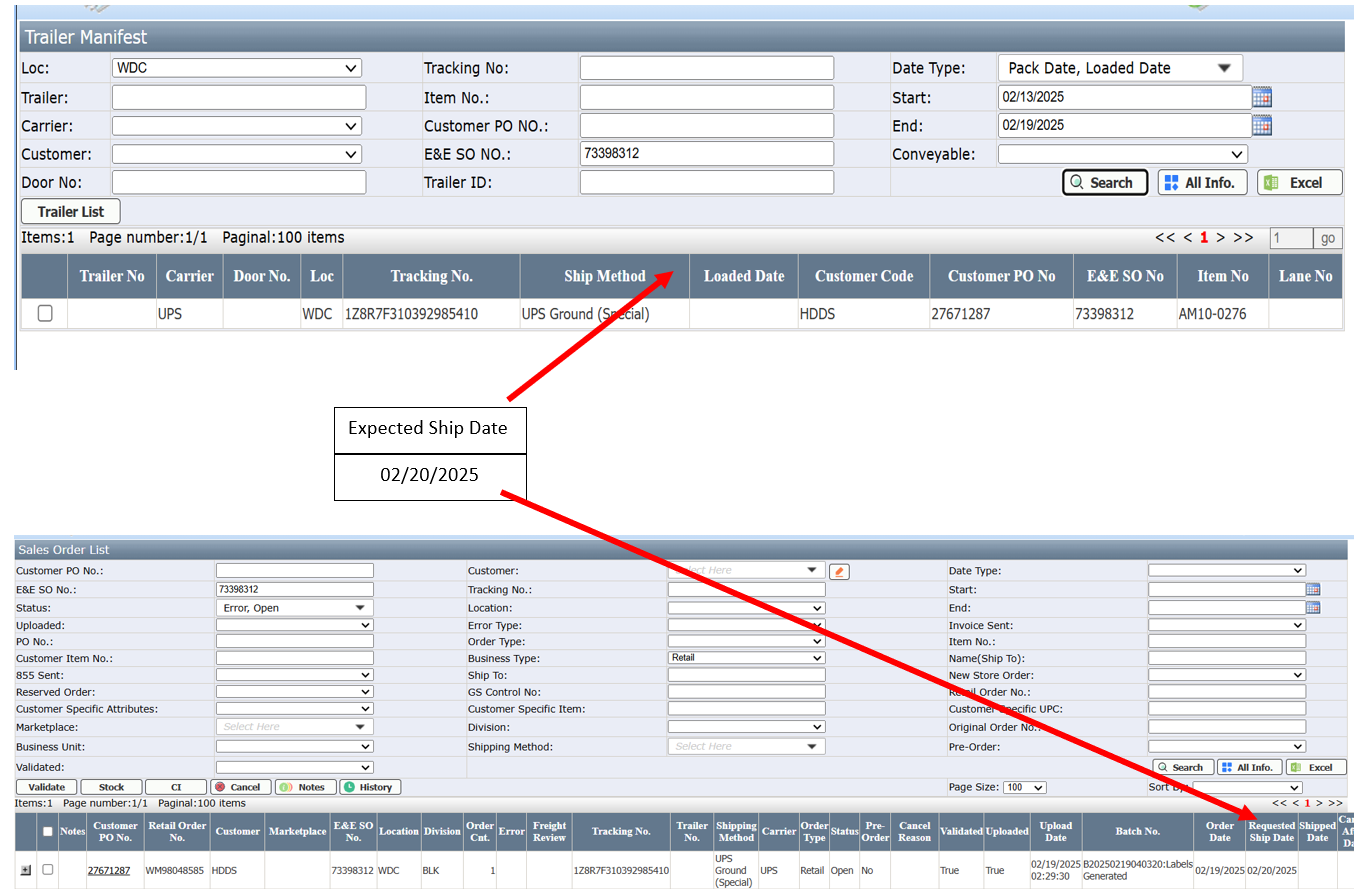 Trailer Manifest
Loc: WDC Tracking No: Date Type: Pack Date, Loaded Date
Trailer: Item No.: Start: 02/13/2025
Carrier: Customer PO NO.: End: 02/19/2025
Customer: E&E SO NO.: 73398312 Conveyable:
Door No: Trailer ID: Search All Info. Excel
Trailer List
Items:1 Page number:1/1 Paginal:100 items << < 1 > >> 1 go
Trailer No Carrier Door No. Loc Tracking No. Ship Method Loaded Date Customer Code Customer PO No E&E SO No Item No Lane No
UPS WDC 1Z8R7F310392985410 UPS Ground (Special) HDDS 27671287 73398312 AM10-0276
Expected Ship Date
02/20/2025
Sales Order List
Customer PO No.: Customer: Select Here Date Type:
E&E SO No.: 73398312 Tracking No.: Start:
Status: Error, Open Location: End:
Uploaded: Error Type: Invoice Sent:
PO No.: Order Type: Item No.:
Customer Item No.: Business Type: Retail Name(Ship To):
855 Sent: Ship To: New Store Order:
Reserved Order: GS Control No: Retail Order No.:
Customer Specific Attributes: Customer Specific Item: Customer Specific UPC:
Marketplace: Select Here Division: Original Order No.:
Business Unit: Shipping Method: Select Here Pre-Order:
Validated: Search All Info. Excel
Validate Stock CI Cancel Notes History Page Size: 100 Sort By:
Items:1 Page number:1/1 Paginal:100 items << < 1 > >>
Notes Customer PO No. Retail Order No. Customer Marketplace E&E SO No. Location Division Order Cnt. Error Freight Review Tracking No. Trailer No. Shipping Method Carrier Order Type Status Pre-Order Cancel Reason Validated Uploaded Upload Date Batch No. Order Date Requested Ship Date Shipped Date
27671287 WM98048585 HDDS 73398312 WDC BLK 1 1Z8R7F310392985410 UPS Ground (Special) UPS Retail Open No True True 02/19/2025 02:29:30 B20250219040320:Labels Generated 02/19/2025 02/20/2025